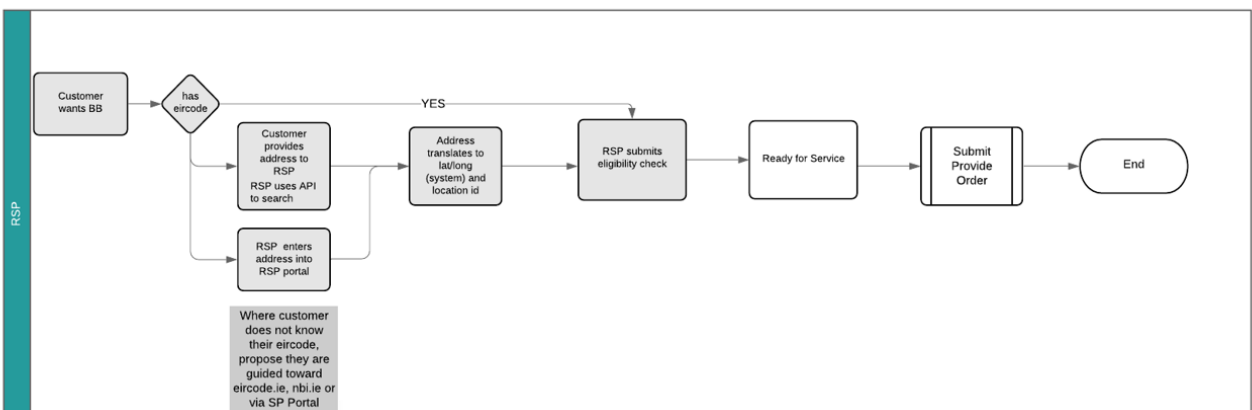 RSP
Customer
wants BB
has
eircode
YES
Customer
provides
address to
RSP
RSP uses API
to search
RSP enters
address into
RSP portal
Where customer
does not know
their eircode,
propose they are
guided toward
eircode.ie, nbi.ie or
via SP Portal
Address
translates to
lat/long
(system) and
location id
RSP submits
eligibility check
Ready for Service
Submit
Provide
Order
End